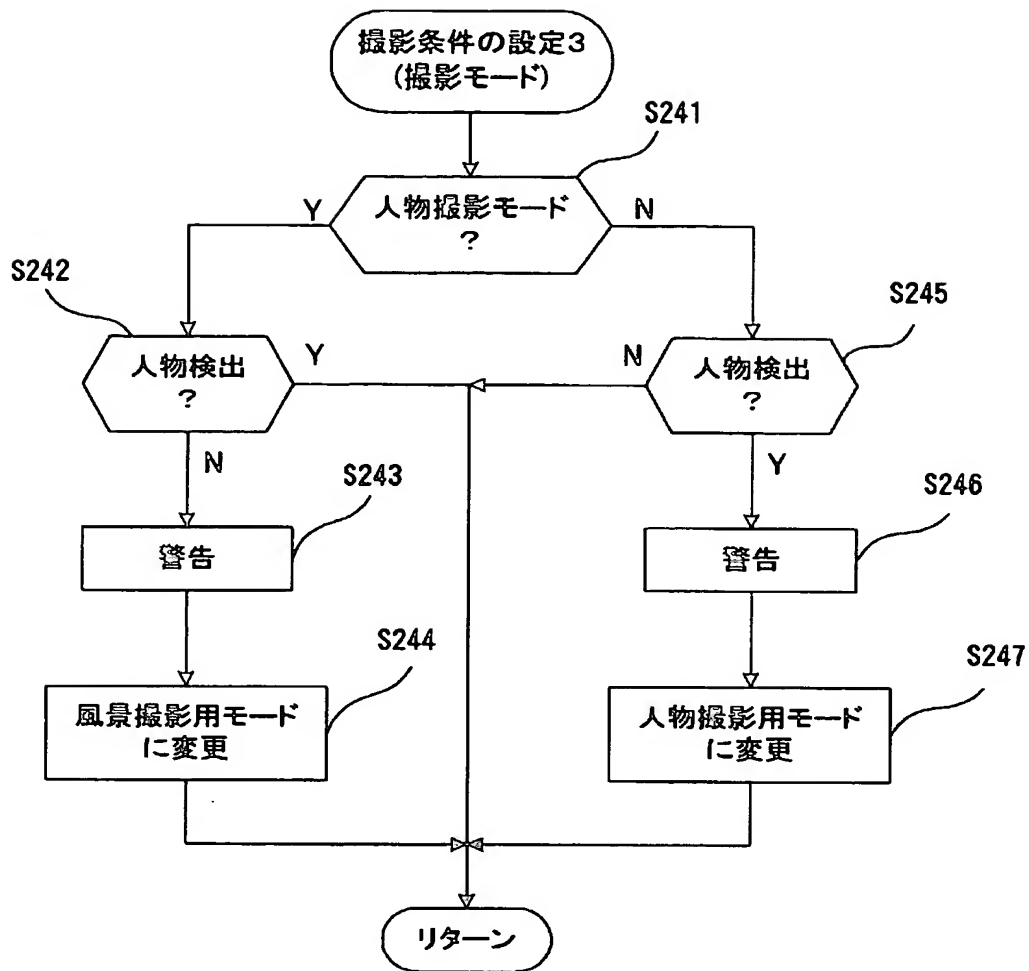 撮影条件の設定3
(撮影モード)
S241
人物撮影モード
?
Y
N
S242
人物検出
?
Y
N
S245
人物検出
?
N
Y
S243
警告
S246
警告
S244
風景撮影用モード
に変更
S247
人物撮影用モード
に変更
リターン